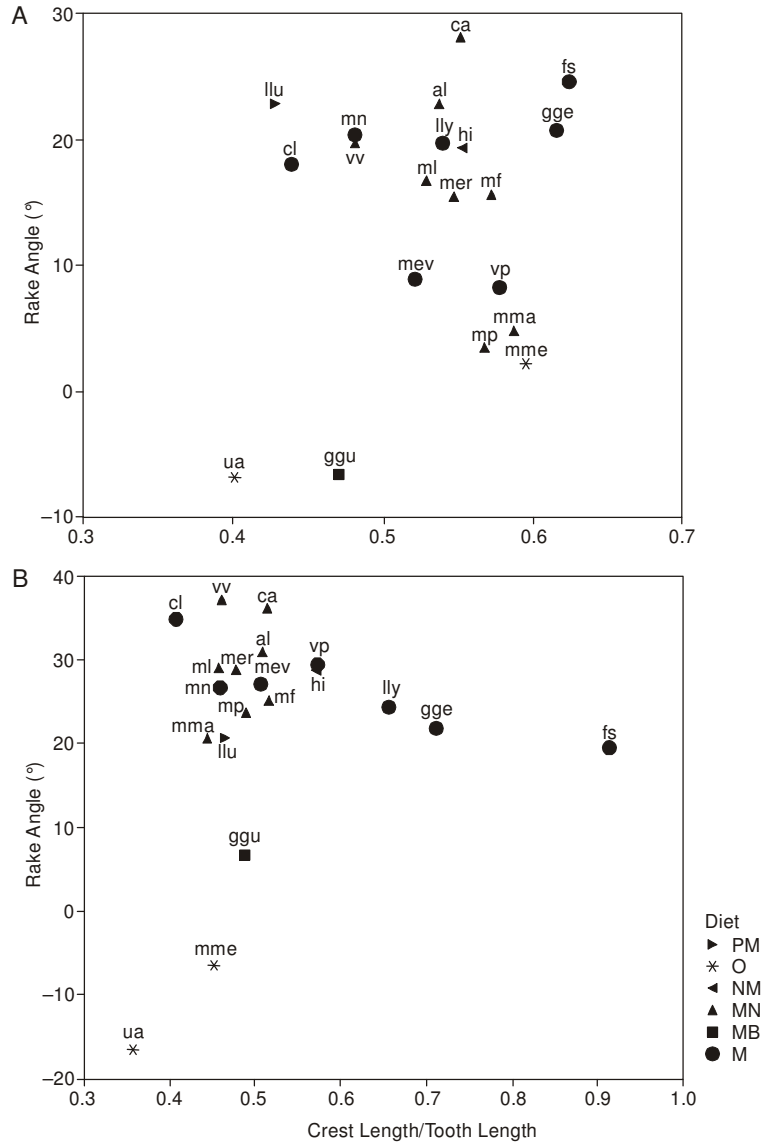 A
30
20
10
0
–10
Rake Angle (°)
ca
fs
llu
al
gge
mn
lly
hi
cl
vv
ml
mer
mf
mev
vp
mma
mp
mme
ua
ggu
0.3
0.4
0.5
0.6
0.7
B
40
30
20
10
0
–10
–20
Rake Angle (°)
cl
vv
ca
al
vp
ml
mer
mev
mn
hi
mp
mf
lly
gge
mma
llu
fs
ggu
mme
ua
0.3
0.4
0.5
0.6
0.7
0.8
0.9
1.0
Crest Length/Tooth Length
Diet
PM
O
NM
MN
MB
M